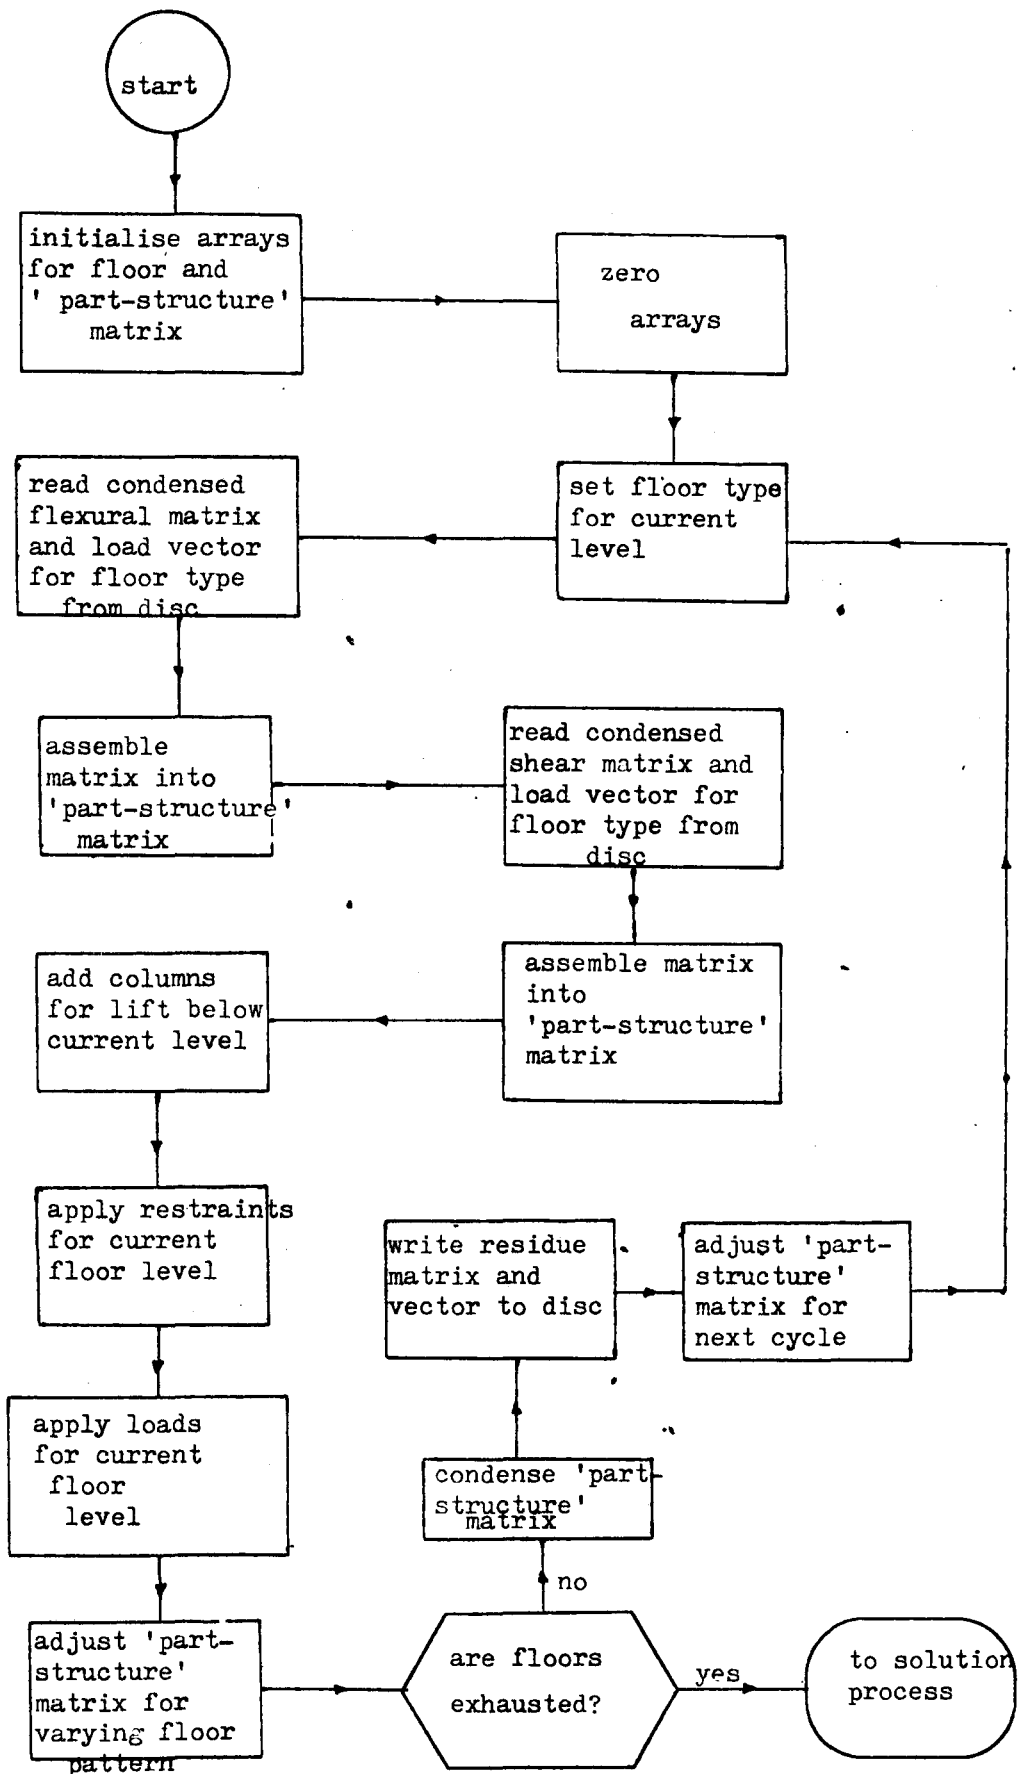 start
initialise arrays
for floor and
' part-structure'
matrix
zero
arrays
set floor type
for current
level
read condensed
flexural matrix
and load vector
for floor type
from disc
assemble
matrix into
'part-structure'
matrix
read condensed
shear matrix and
load vector for
floor type from
disc
assemble matrix
into
'part-structure'
matrix
add columns
for lift below
current level
apply restraints
for current
floor level
apply loads
for current
floor
level
adjust 'part-
structure'
matrix for
varying floor
pattern
are floors
exhausted?
yes
to solution
process
no
condense 'part-
structure'
matrix
write residue
matrix and
vector to disc
adjust 'part-
structure'
matrix for
next cycle